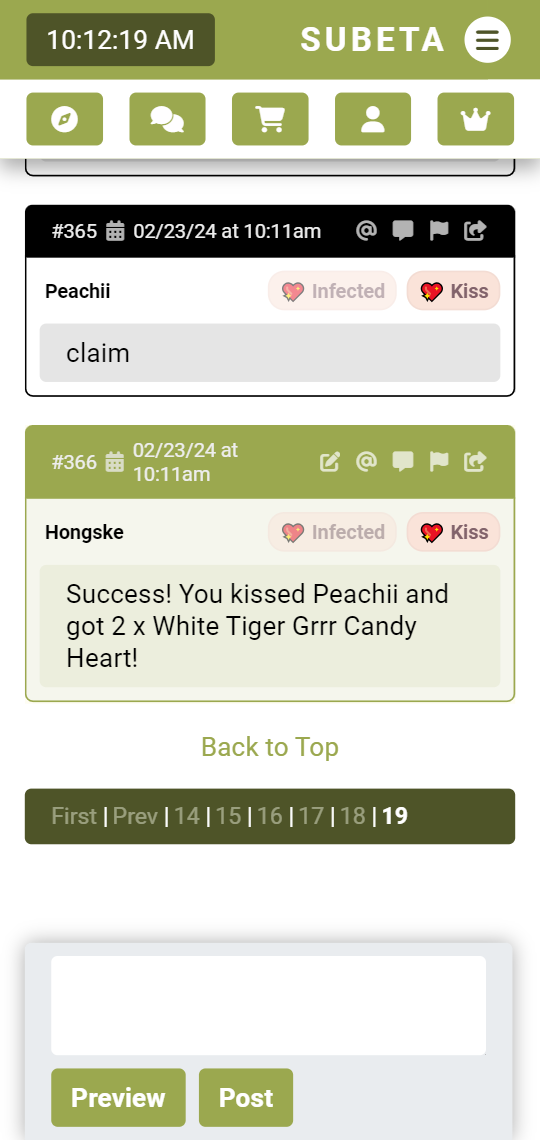 10:12:19 AM SUBETA
#365 02/23/24 at 10:11am
Peachii Infected Kiss
claim
#366 02/23/24 at
10:11am
Hongske Infected Kiss
Success! You kissed Peachii and
got 2 x White Tiger Grrr Candy
Heart!
Back to Top
First | Prev | 14 | 15 | 16 | 17 | 18 | 19
Preview Post